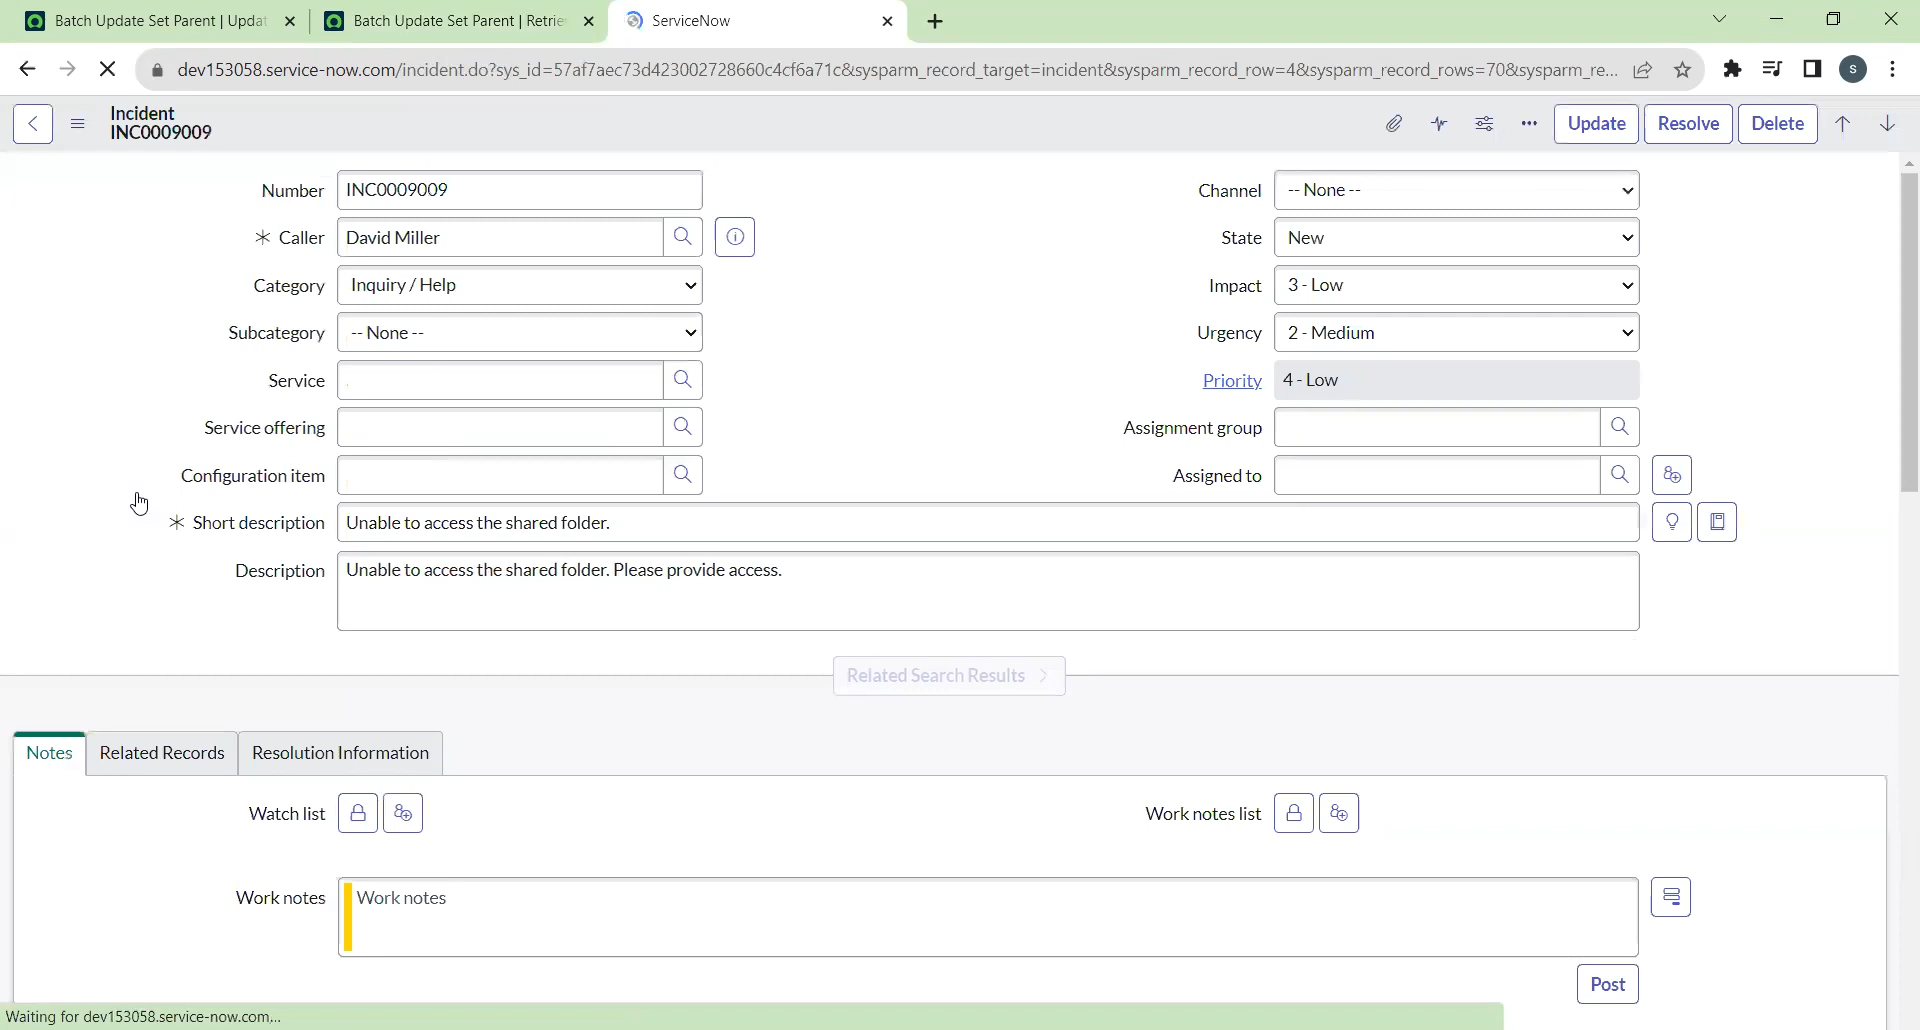 Batch Update Set Parent | Updat
Batch Update Set Parent | Retrie
ServiceNow
dev153058.service-now.com/incident.do?sys_id=57af7aec73d423002728660c4cf6a71c&sysparm_record_target=incident&sysparm_record_row=4&sysparm_record_rows=70&sysparm_re...
S
Incident
INC0009009
Update
Resolve
Delete
Number INC0009009
Channel -- None --
* Caller David Miller
State New
Category Inquiry / Help
Impact 3 - Low
Subcategory -- None --
Urgency 2 - Medium
Service
Priority 4 - Low
Service offering
Assignment group
Configuration item
Assigned to
* Short description Unable to access the shared folder.
Description Unable to access the shared folder. Please provide access.
Related Search Results
Notes
Related Records
Resolution Information
Watch list
Work notes list
Work notes Work notes
Post
Waiting for dev153058.service-now.com...